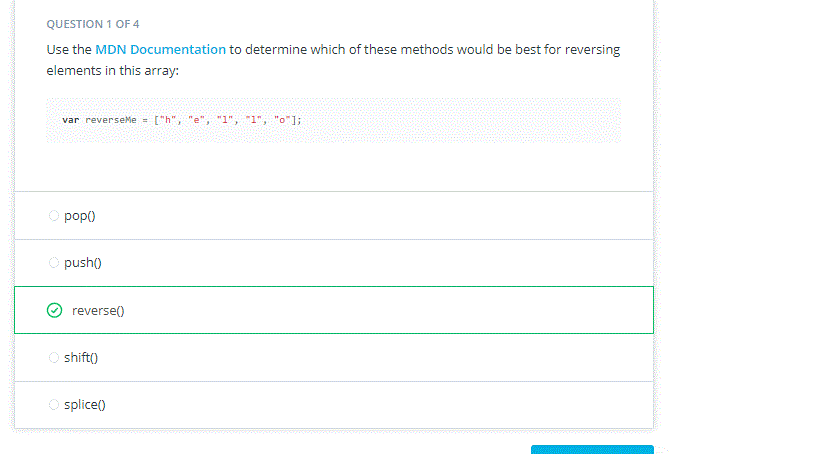 QUESTION 1 OF 4
Use the MDN Documentation to determine which of these methods would be best for reversing
elements in this array:
var reverseMe = ["h", "e", "l", "l", "o"];
pop()
push()
reverse()
shift()
splice()